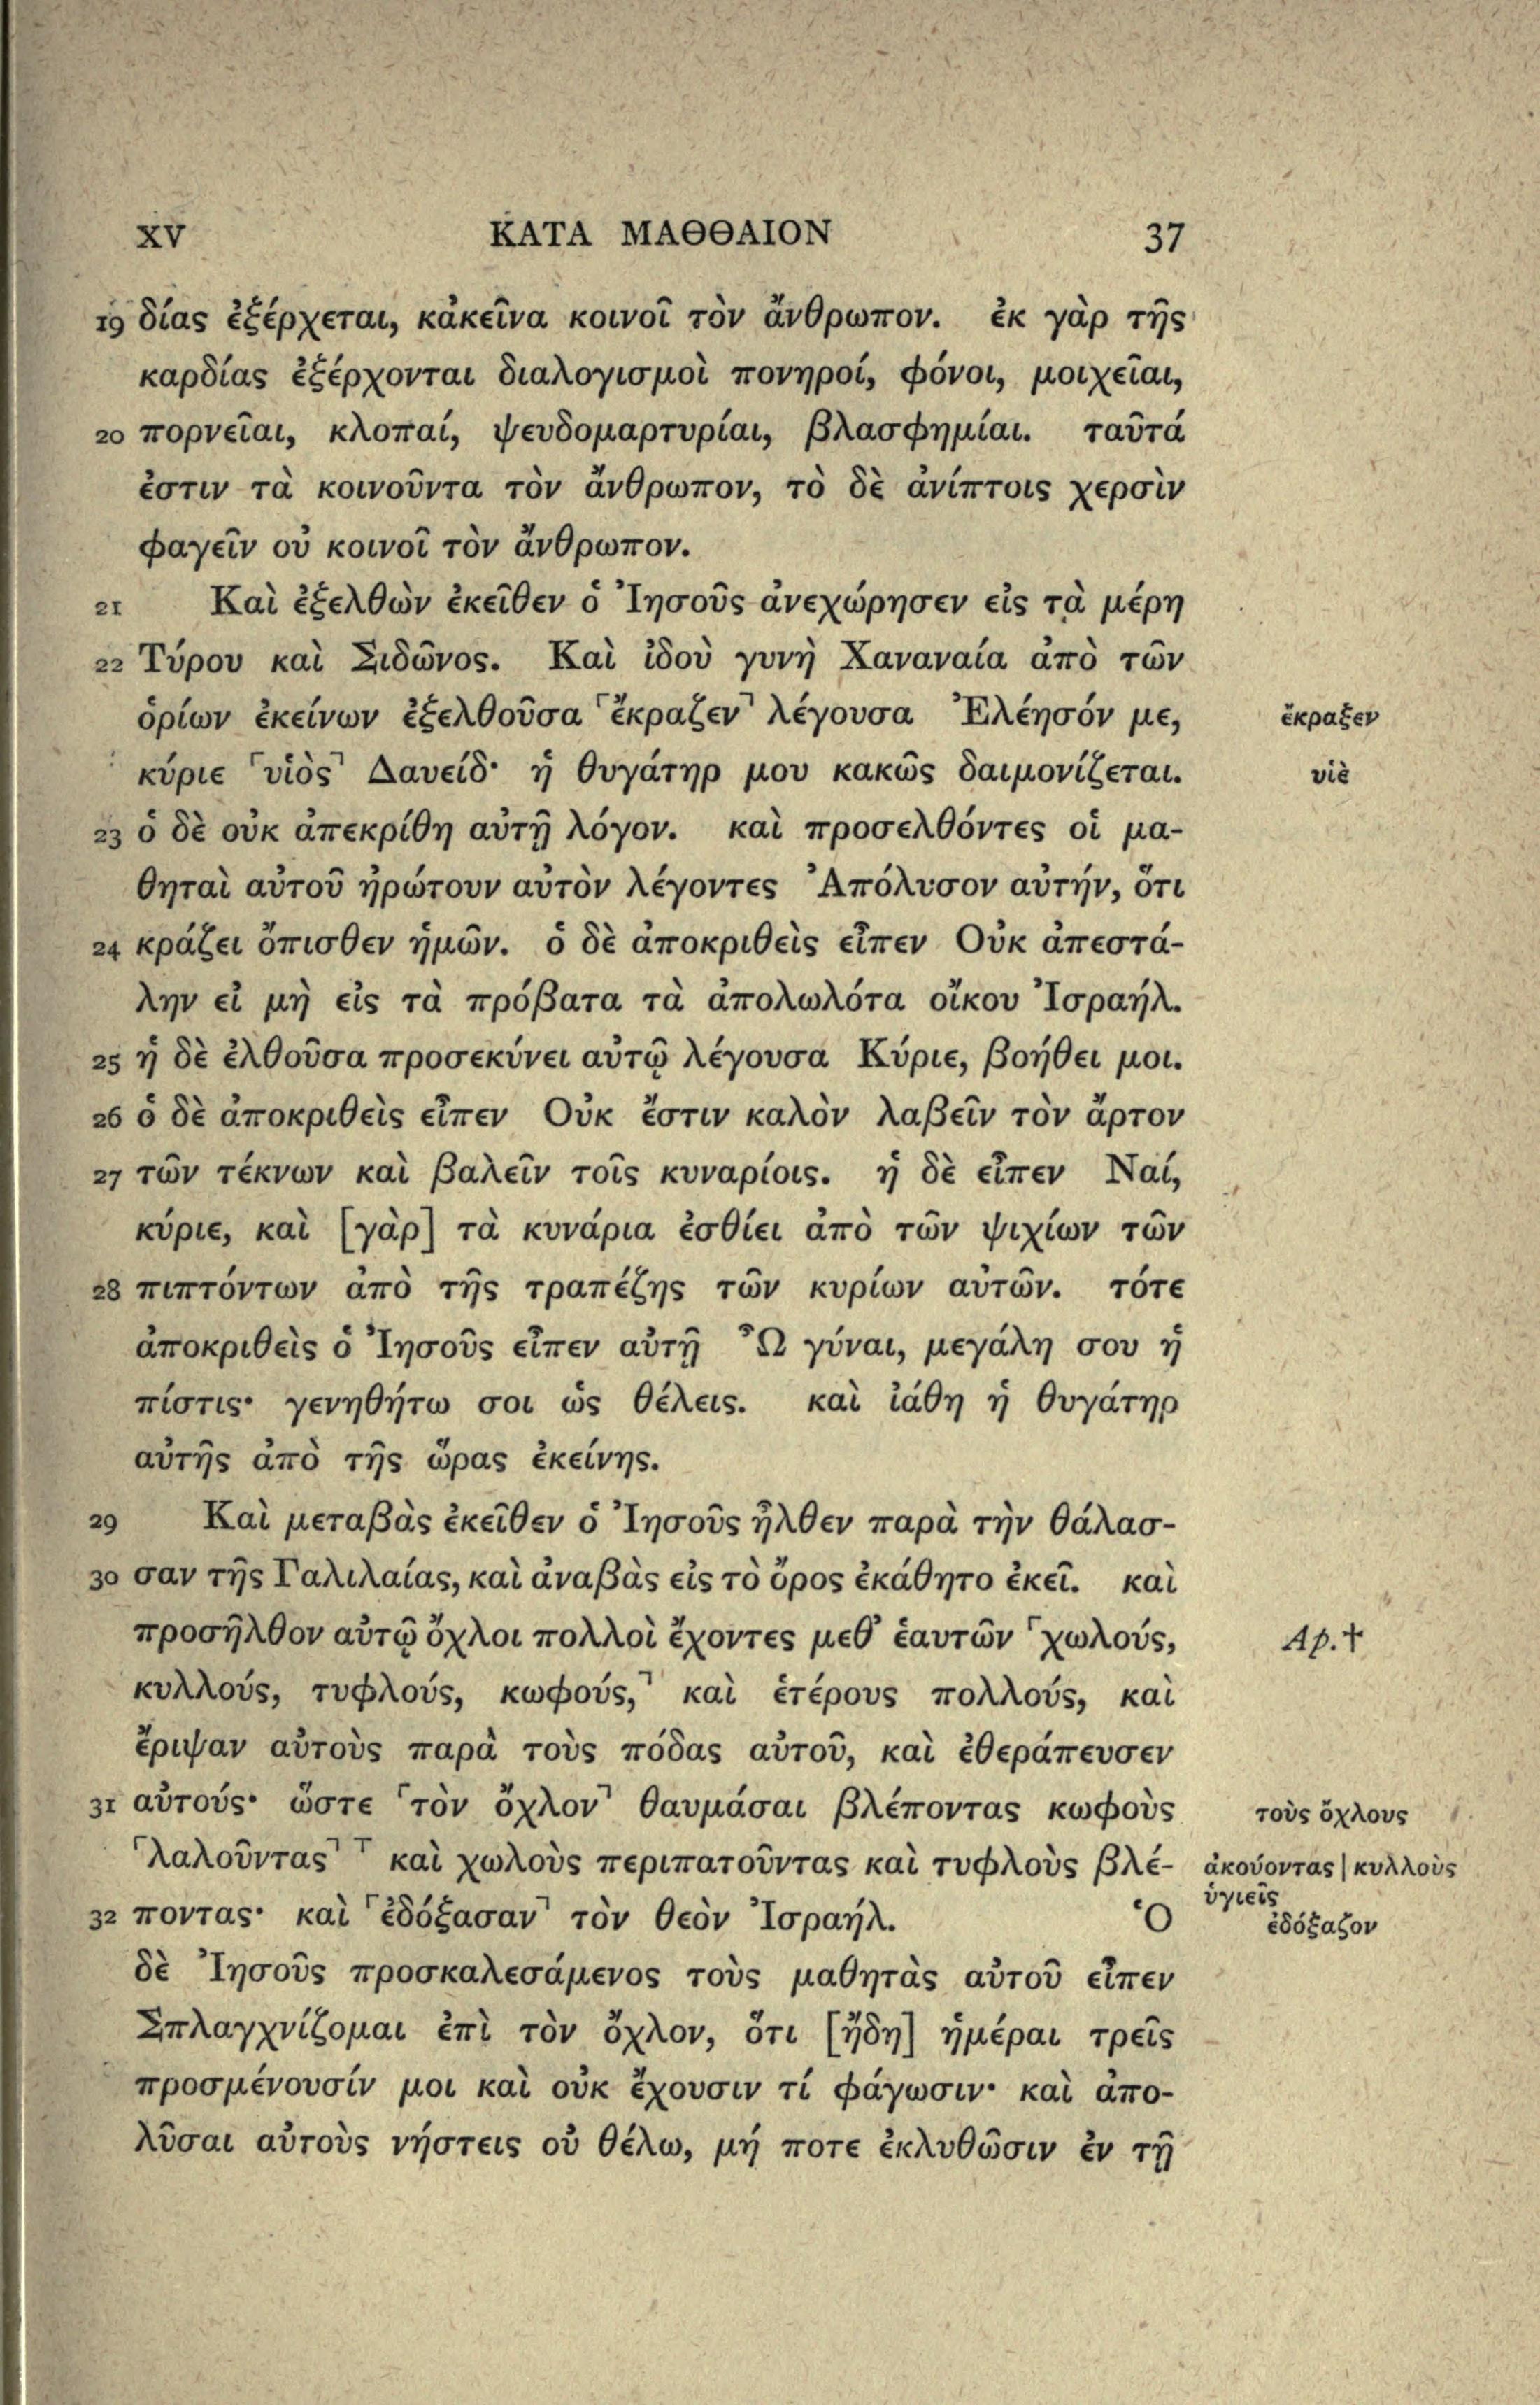 XV ΚΑΤΑ ΜΑΘΘΑΙΟΝ 37
19 δίας ἐξέρχεται, κἀκεῖνα κοινοῖ τὸν ἄνθρωπον. ἐκ γὰρ τῆς
καρδίας ἐξέρχονται διαλογισμοὶ πονηροί, φόνοι, μοιχεῖαι,
20 πορνεῖαι, κλοπαί, ψευδομαρτυρίαι, βλασφημίαι. ταῦτά
ἐστιν τὰ κοινοῦντα τὸν ἄνθρωπον, τὸ δὲ ἀνίπτοις χερσὶν
φαγεῖν οὐ κοινοῖ τὸν ἄνθρωπον.
21 Καὶ ἐξελθὼν ἐκεῖθεν ὁ Ἰησοῦς ἀνεχώρησεν εἰς τὰ μέρη
22 Τύρου καὶ Σιδῶνος. Καὶ ἰδοὺ γυνὴ Χαναναία ἀπὸ τῶν
ὁρίων ἐκείνων ἐξελθοῦσα ⸀ἔκραζεν⸣ λέγουσα Ἐλέησόν με, ἔκραξεν
κύριε ⸀υἱὸς⸣ Δαυείδ· ἡ θυγάτηρ μου κακῶς δαιμονίζεται. υἱὲ
23 ὁ δὲ οὐκ ἀπεκρίθη αὐτῇ λόγον. καὶ προσελθόντες οἱ μα-
θηταὶ αὐτοῦ ἠρώτουν αὐτὸν λέγοντες Ἀπόλυσον αὐτήν, ὅτι
24 κράζει ὄπισθεν ἡμῶν. ὁ δὲ ἀποκριθεὶς εἶπεν Οὐκ ἀπεστά-
λην εἰ μὴ εἰς τὰ πρόβατα τὰ ἀπολωλότα οἴκου Ἰσραήλ.
25 ἡ δὲ ἐλθοῦσα προσεκύνει αὐτῷ λέγουσα Κύριε, βοήθει μοι.
26 ὁ δὲ ἀποκριθεὶς εἶπεν Οὐκ ἔστιν καλὸν λαβεῖν τὸν ἄρτον
27 τῶν τέκνων καὶ βαλεῖν τοῖς κυναρίοις. ἡ δὲ εἶπεν Ναί,
κύριε, καὶ [γὰρ] τὰ κυνάρια ἐσθίει ἀπὸ τῶν ψιχίων τῶν
28 πιπτόντων ἀπὸ τῆς τραπέζης τῶν κυρίων αὐτῶν. τότε
ἀποκριθεὶς ὁ Ἰησοῦς εἶπεν αὐτῇ Ὦ γύναι, μεγάλη σου ἡ
πίστις· γενηθήτω σοι ὡς θέλεις. καὶ ἰάθη ἡ θυγάτηρ
αὐτῆς ἀπὸ τῆς ὥρας ἐκείνης.
29 Καὶ μεταβὰς ἐκεῖθεν ὁ Ἰησοῦς ἦλθεν παρὰ τὴν θάλασ-
30 σαν τῆς Γαλιλαίας, καὶ ἀναβὰς εἰς τὸ ὄρος ἐκάθητο ἐκεῖ. καὶ
προσῆλθον αὐτῷ ὄχλοι πολλοὶ ἔχοντες μεθ᾽ ἑαυτῶν ⸀χωλούς, Ap.†
κυλλούς, τυφλούς, κωφούς,⸣ καὶ ἑτέρους πολλούς, καὶ
ἔριψαν αὐτοὺς παρὰ τοὺς πόδας αὐτοῦ, καὶ ἐθεράπευσεν
31 αὐτούς· ὥστε ⸀τὸν ὄχλον⸣ θαυμάσαι βλέποντας κωφοὺς τοὺς ὄχλους
⸀λαλοῦντας⸣ ⸆ καὶ χωλοὺς περιπατοῦντας καὶ τυφλοὺς βλέ- ἀκούοντας | κυλλοὺς ὑγιεῖς
32 ποντας· καὶ ⸀ἐδόξασαν⸣ τὸν θεὸν Ἰσραήλ. Ὁ ἐδόξαζον
δὲ Ἰησοῦς προσκαλεσάμενος τοὺς μαθητὰς αὐτοῦ εἶπεν
Σπλαγχνίζομαι ἐπὶ τὸν ὄχλον, ὅτι [ἤδη] ἡμέραι τρεῖς
προσμένουσίν μοι καὶ οὐκ ἔχουσιν τί φάγωσιν· καὶ ἀπο-
λῦσαι αὐτοὺς νήστεις οὐ θέλω, μή ποτε ἐκλυθῶσιν ἐν τῇ